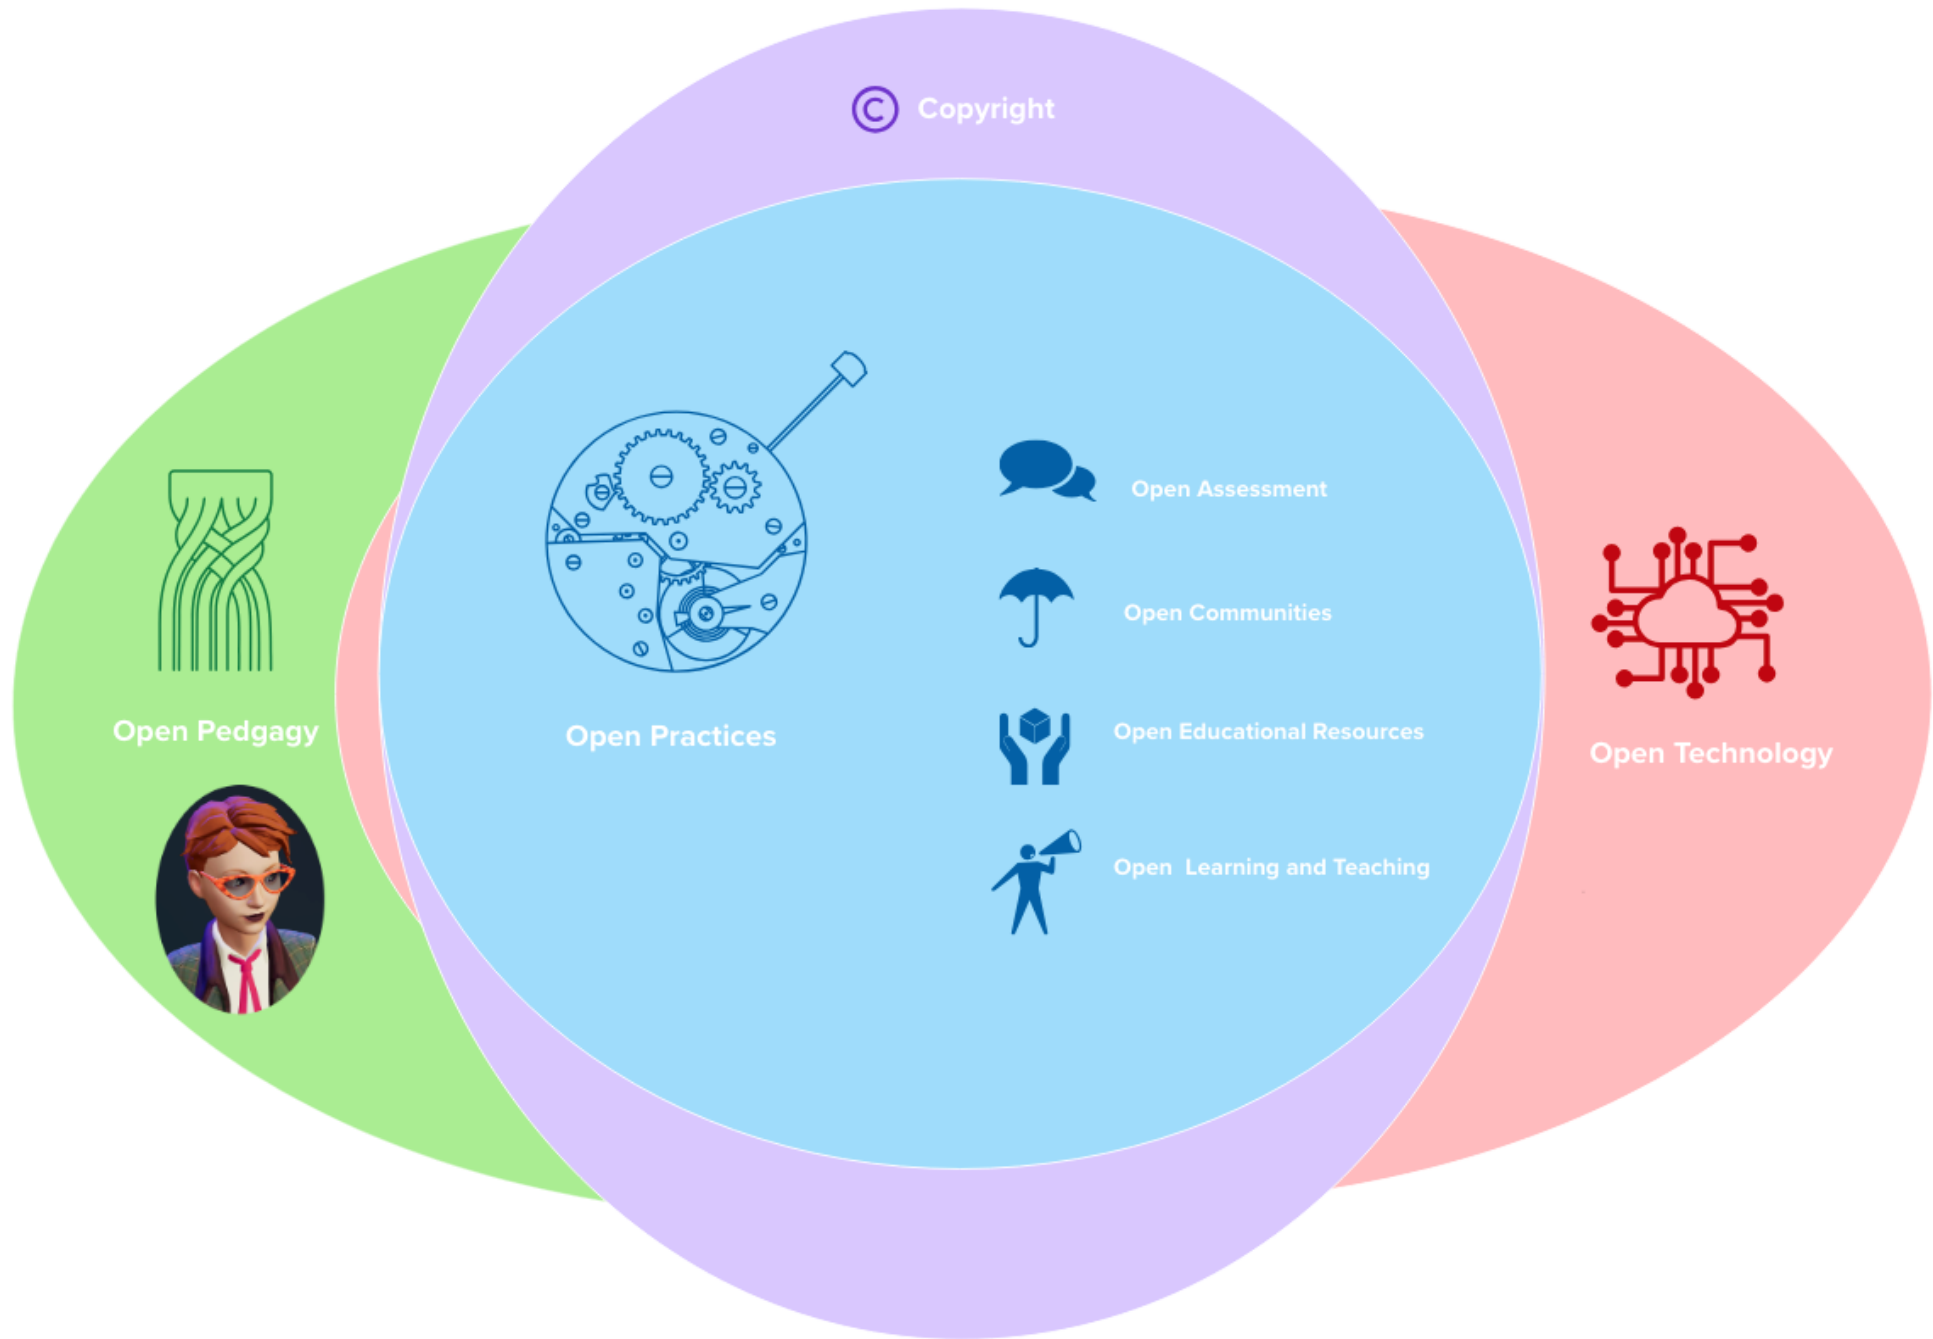 © Copyright
Open Pedgagy
Open Practices
Open Assessment
Open Communities
Open Educational Resources
Open  Learning and Teaching
Open Technology